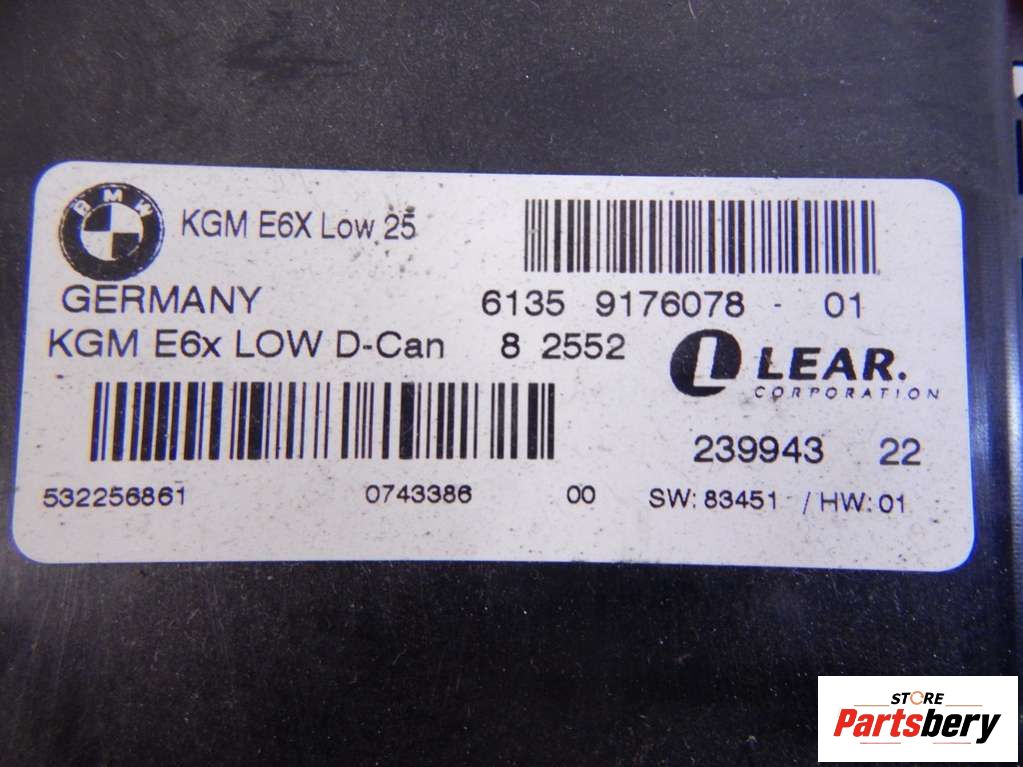 BMW
KGM E6X Low 25
GERMANY 6135 9176078 - 01
KGM E6x LOW D-Can 8 2552
LEAR.
CORPORATION
239943 22
532256861 0743386 00 SW: 83451 / HW: 01
STORE
Partsbery